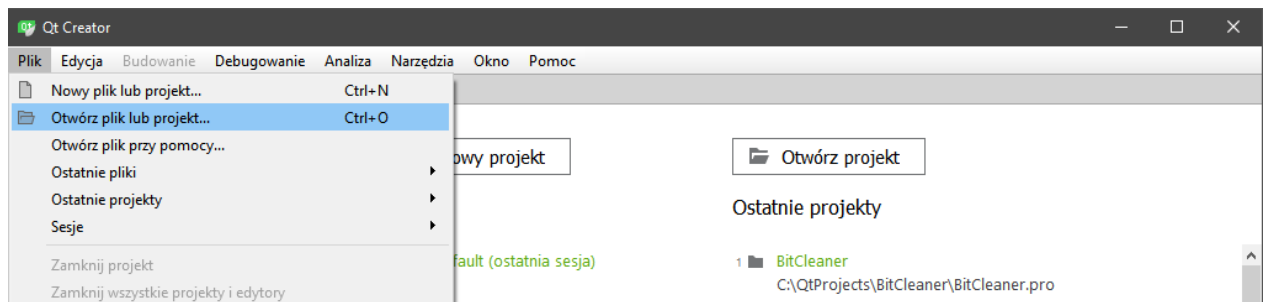 Qt Creator
Plik Edycja Budowanie Debugowanie Analiza Narzędzia Okno Pomoc
Nowy plik lub projekt... Ctrl+N
Otwórz plik lub projekt... Ctrl+O
Otwórz plik przy pomocy...
Ostatnie pliki
Ostatnie projekty
Sesje
Zamknij projekt
Zamknij wszystkie projekty i edytory
projekt
Otwórz projekt
Ostatnie projekty
(ostatnia sesja)
1 BitCleaner
C:\QtProjects\BitCleaner\BitCleaner.pro